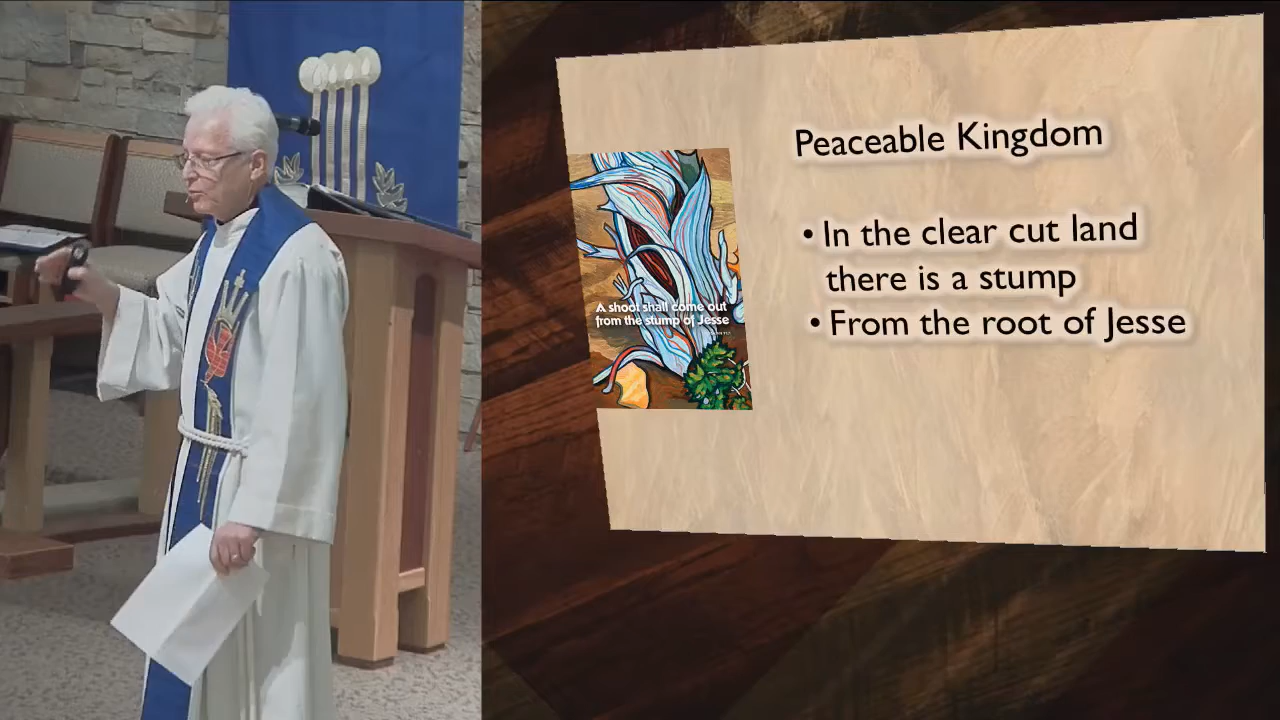 Peaceable Kingdom
• In the clear cut land
there is a stump
• From the root of Jesse
A shoot shall come out
from the stump of Jesse